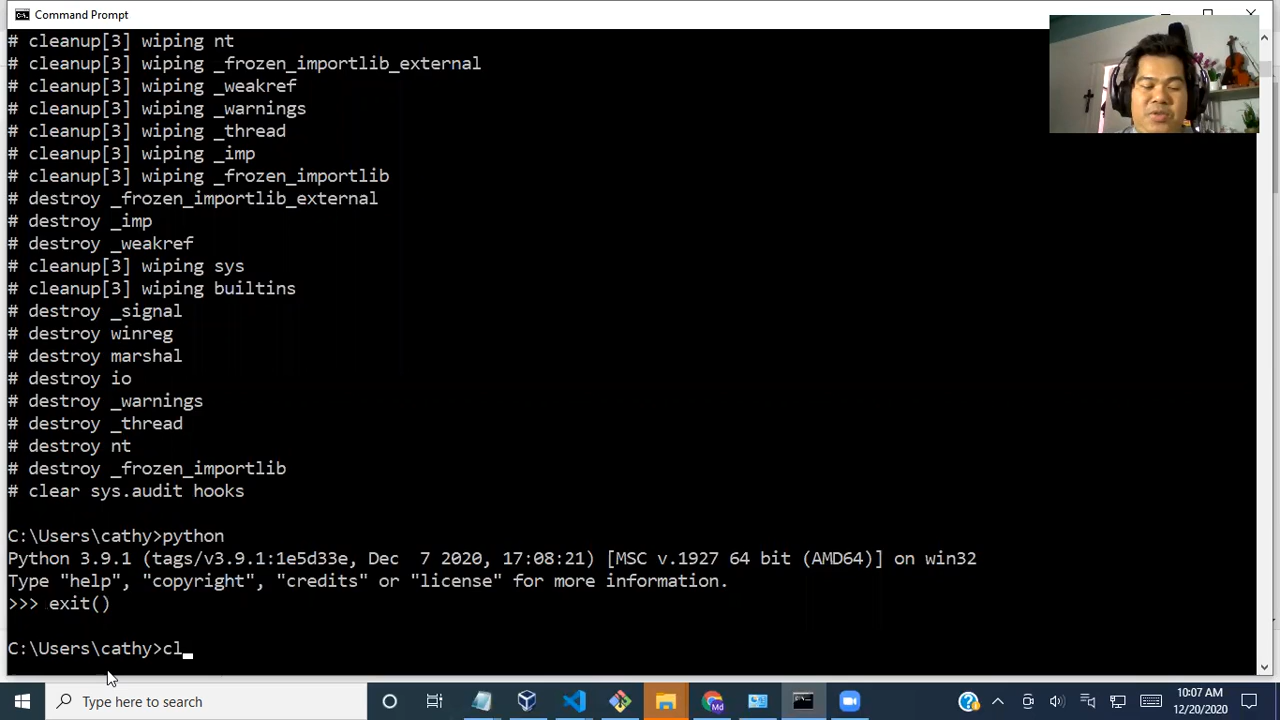 Command Prompt
# cleanup[3] wiping nt
# cleanup[3] wiping _frozen_importlib_external
# cleanup[3] wiping _weakref
# cleanup[3] wiping _warnings
# cleanup[3] wiping _thread
# cleanup[3] wiping _imp
# cleanup[3] wiping _frozen_importlib
# destroy _frozen_importlib_external
# destroy _imp
# destroy _weakref
# cleanup[3] wiping sys
# cleanup[3] wiping builtins
# destroy _signal
# destroy winreg
# destroy marshal
# destroy io
# destroy _warnings
# destroy _thread
# destroy nt
# destroy _frozen_importlib
# clear sys.audit hooks
C:\Users\cathy>python
Python 3.9.1 (tags/v3.9.1:1e5d33e, Dec  7 2020, 17:08:21) [MSC v.1927 64 bit (AMD64)] on win32
Type "help", "copyright", "credits" or "license" for more information.
>>> exit()
C:\Users\cathy>cl_
Type here to search
Md
10:07 AM
12/20/2020